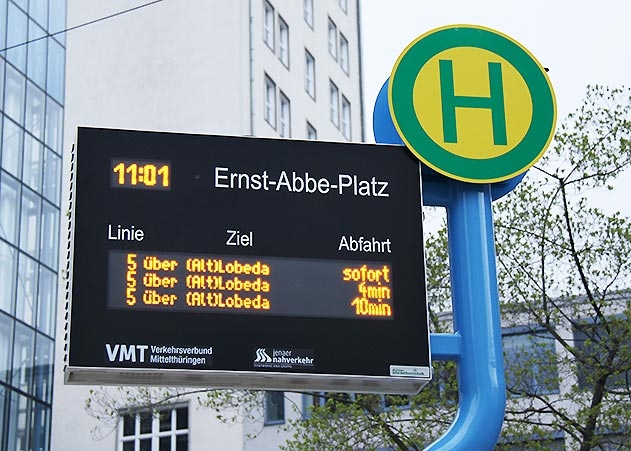 H
11:01 Ernst-Abbe-Platz
Linie Ziel Abfahrt
5 über (Alt)Lobeda sofort
5 über (Alt)Lobeda 4min
5 über (Alt)Lobeda 10min
VMT Verkehrsverbund
Mittelthüringen
jenaer
nahverkehr